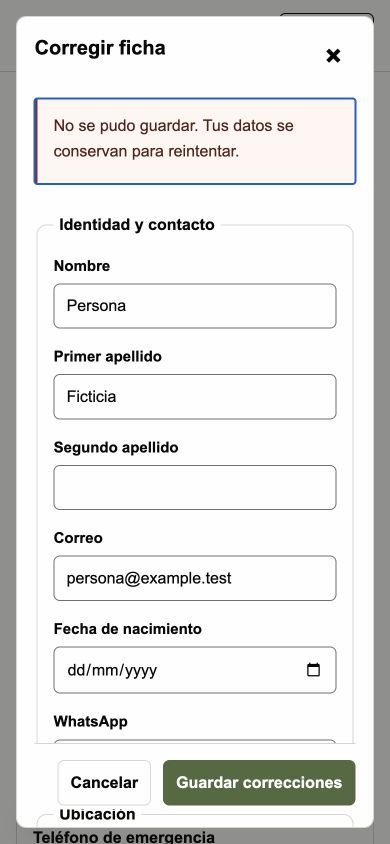 Corregir ficha
×
No se pudo guardar. Tus datos se
conservan para reintentar.
Identidad y contacto
Nombre
Persona
Primer apellido
Ficticia
Segundo apellido
Correo
persona@example.test
Fecha de nacimiento
dd/mm/yyyy
WhatsApp
Cancelar
Guardar correcciones
Ubicación
Teléfono de emergencia